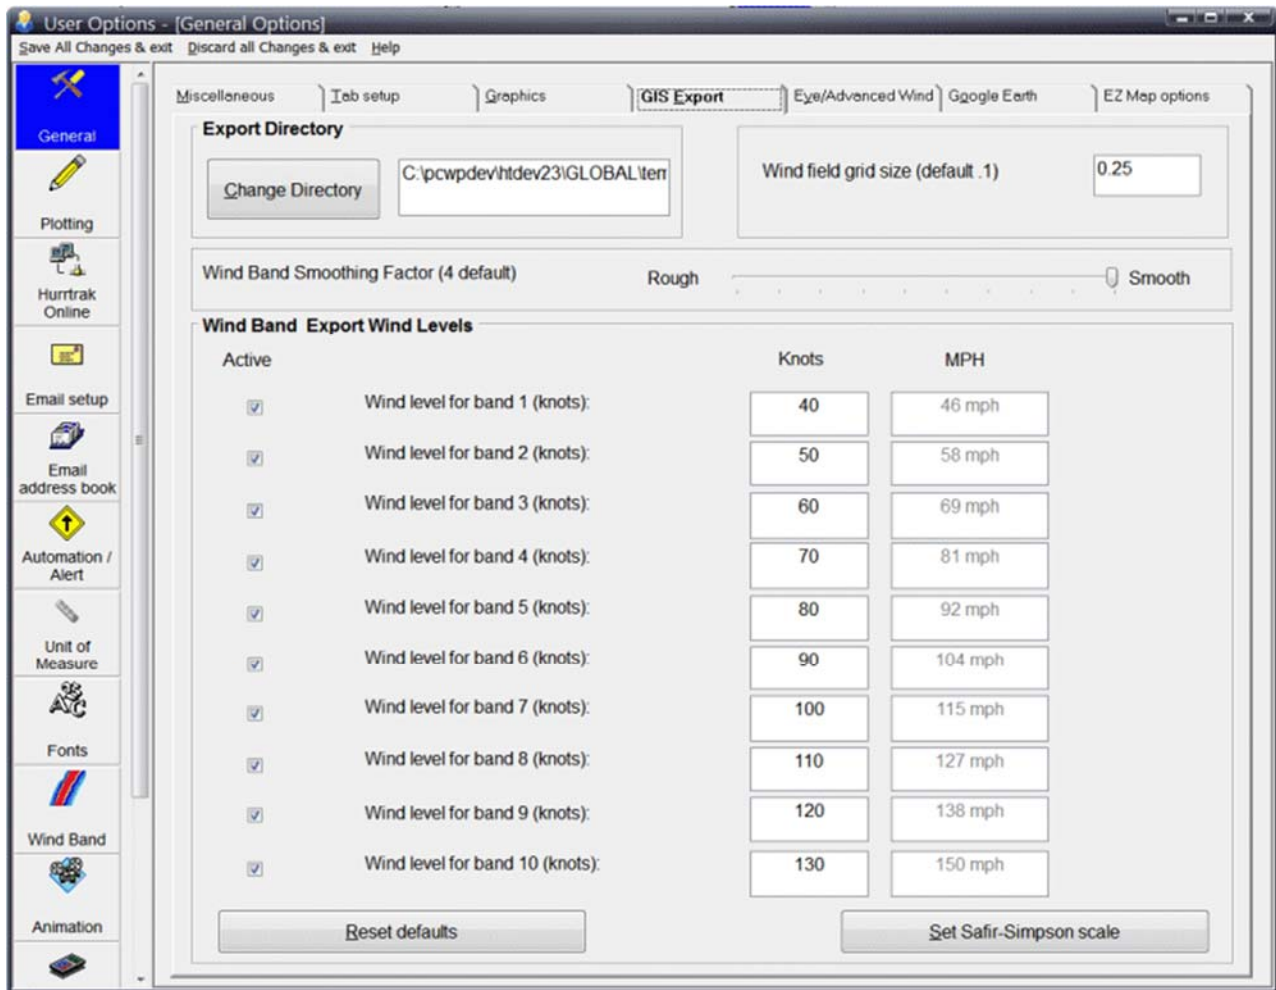 User Options - [General Options]
Save All Changes & exit Discard all Changes & exit Help
General
Plotting
Hurrtrak
Online
Email setup
Email
address book
Automation /
Alert
Unit of
Measure
Fonts
Wind Band
Animation
Miscellaneous Tab setup Graphics GIS Export Eye/Advanced Wind Google Earth EZ Map options
Export Directory
Change Directory C:\pcwpdev\htdev23\GLOBAL\tem
Wind field grid size (default .1) 0.25
Wind Band Smoothing Factor (4 default) Rough Smooth
Wind Band Export Wind Levels
Active Knots MPH
Wind level for band 1 (knots): 40 46 mph
Wind level for band 2 (knots): 50 58 mph
Wind level for band 3 (knots): 60 69 mph
Wind level for band 4 (knots): 70 81 mph
Wind level for band 5 (knots): 80 92 mph
Wind level for band 6 (knots): 90 104 mph
Wind level for band 7 (knots): 100 115 mph
Wind level for band 8 (knots): 110 127 mph
Wind level for band 9 (knots): 120 138 mph
Wind level for band 10 (knots): 130 150 mph
Reset defaults Set Safir-Simpson scale